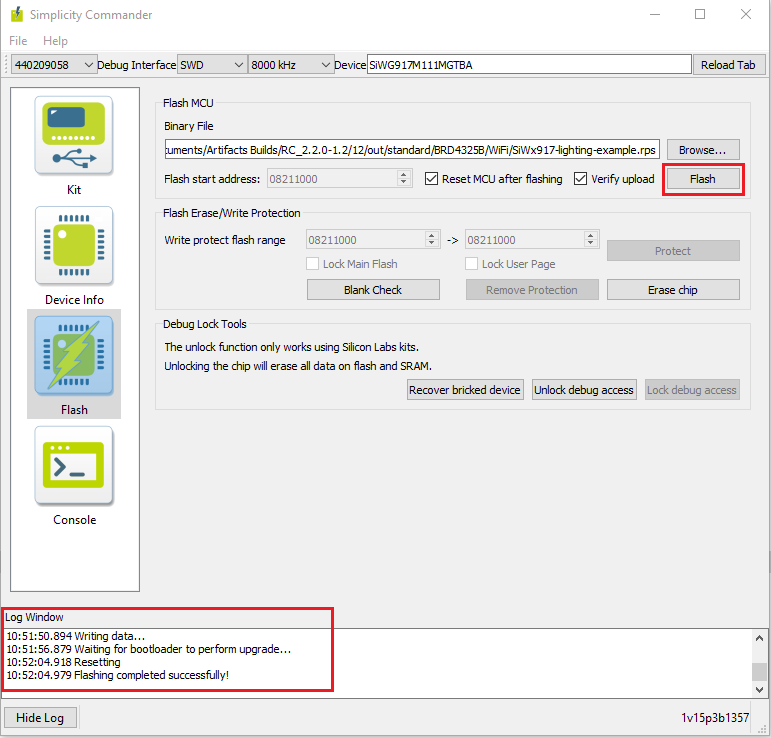 Simplicity Commander
File Help
440209058 Debug Interface SWD 8000 kHz Device SiWG917M111MGTBA Reload Tab
Kit
Device Info
Flash
Console
Flash MCU
Binary File
:uments/Artifacts Builds/RC_2.2.0-1.2/12/out/standard/BRD4325B/WiFi/SiWx917-lighting-example.rps Browse...
Flash start address: 08211000 Reset MCU after flashing Verify upload Flash
Flash Erase/Write Protection
Write protect flash range 08211000 -> 08211000 Protect
Lock Main Flash Lock User Page
Blank Check Remove Protection Erase chip
Debug Lock Tools
The unlock function only works using Silicon Labs kits.
Unlocking the chip will erase all data on flash and SRAM.
Recover bricked device Unlock debug access Lock debug access
Log Window
10:51:50.894 Writing data...
10:51:56.879 Waiting for bootloader to perform upgrade...
10:52:04.918 Resetting
10:52:04.979 Flashing completed successfully!
Hide Log 1v15p3b1357